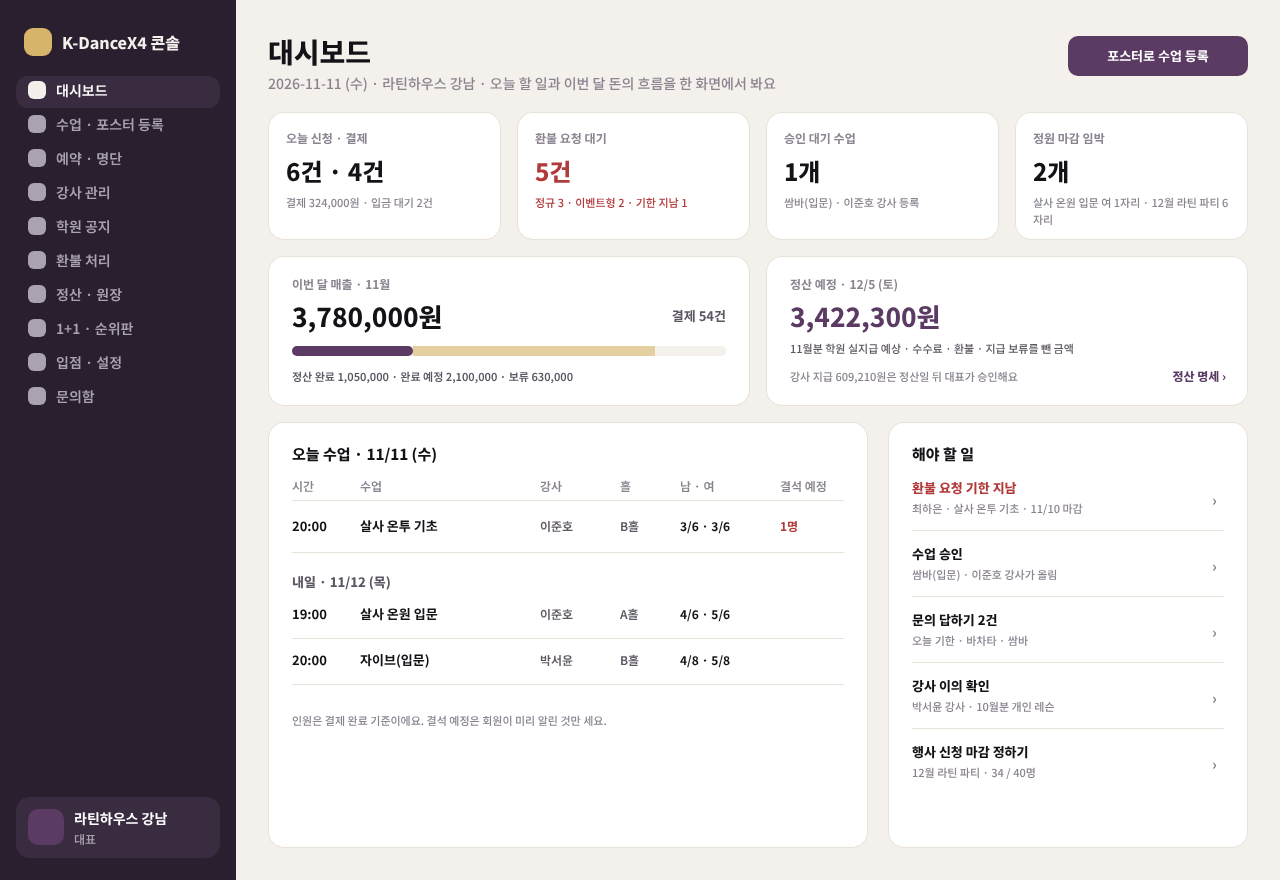 K-DanceX4 콘솔
대시보드
수업 · 포스터 등록
예약 · 명단
강사 관리
학원 공지
환불 처리
정산 · 원장
1+1 · 순위판
입점 · 설정
문의함
라틴하우스 강남
대표
대시보드
2026-11-11 (수) · 라틴하우스 강남 · 오늘 할 일과 이번 달 돈의 흐름을 한 화면에서 봐요
포스터로 수업 등록
오늘 신청 · 결제
6건 · 4건
결제 324,000원 · 입금 대기 2건
환불 요청 대기
5건
정규 3 · 이벤트형 2 · 기한 지남 1
승인 대기 수업
1개
쌈바(입문) · 이준호 강사 등록
정원 마감 임박
2개
살사 온원 입문 여 1자리 · 12월 라틴 파티 6
자리
이번 달 매출 · 11월
3,780,000원
결제 54건
정산 완료 1,050,000 · 완료 예정 2,100,000 · 보류 630,000
정산 예정 · 12/5 (토)
3,422,300원
11월분 학원 실지급 예상 · 수수료 · 환불 · 지급 보류를 뺀 금액
강사 지급 609,210원은 정산일 뒤 대표가 승인해요
정산 명세 ›
오늘 수업 · 11/11 (수)
시간 수업 강사 홀 남 · 여 결석 예정
20:00 살사 온투 기초 이준호 B홀 3/6 · 3/6 1명
내일 · 11/12 (목)
19:00 살사 온원 입문 이준호 A홀 4/6 · 5/6
20:00 자이브(입문) 박서윤 B홀 4/8 · 5/8
인원은 결제 완료 기준이에요. 결석 예정은 회원이 미리 알린 것만 세요.
해야 할 일
환불 요청 기한 지남
최하은 · 살사 온투 기초 · 11/10 마감
›
수업 승인
쌈바(입문) · 이준호 강사가 올림
›
문의 답하기 2건
오늘 기한 · 바차타 · 쌈바
›
강사 이의 확인
박서윤 강사 · 10월분 개인 레슨
›
행사 신청 마감 정하기
12월 라틴 파티 · 34 / 40명
›